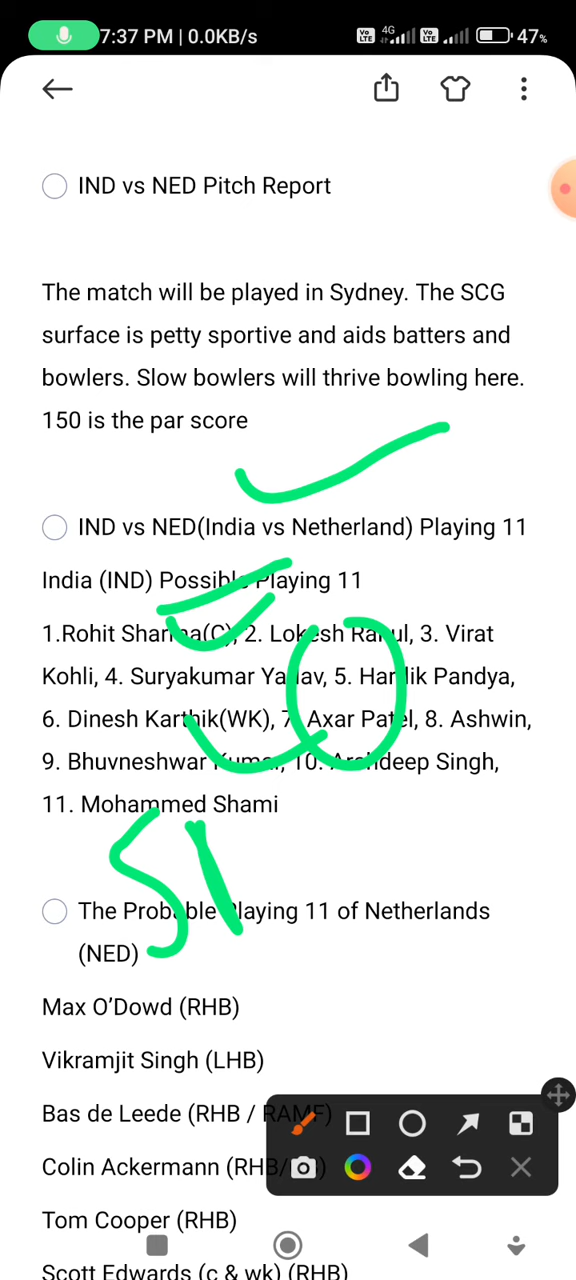 7:37 PM | 0.0KB/s 4G 47%
IND vs NED Pitch Report
The match will be played in Sydney. The SCG
surface is petty sportive and aids batters and
bowlers. Slow bowlers will thrive bowling here.
150 is the par score
IND vs NED(India vs Netherland) Playing 11
India (IND) Possible Playing 11
1.Rohit Sharma(C), 2. Lokesh Rahul, 3. Virat
Kohli, 4. Suryakumar Yadav, 5. Hardik Pandya,
6. Dinesh Karthik(WK), 7. Axar Patel, 8. Ashwin,
9. Bhuvneshwar Kumar, 10. Arshdeep Singh,
11. Mohammed Shami
The Probable Playing 11 of Netherlands
(NED)
Max O’Dowd (RHB)
Vikramjit Singh (LHB)
Bas de Leede (RHB / RAMF)
Colin Ackermann (RHB/
Tom Cooper (RHB)
Scott Edwards (c & wk) (RHB)